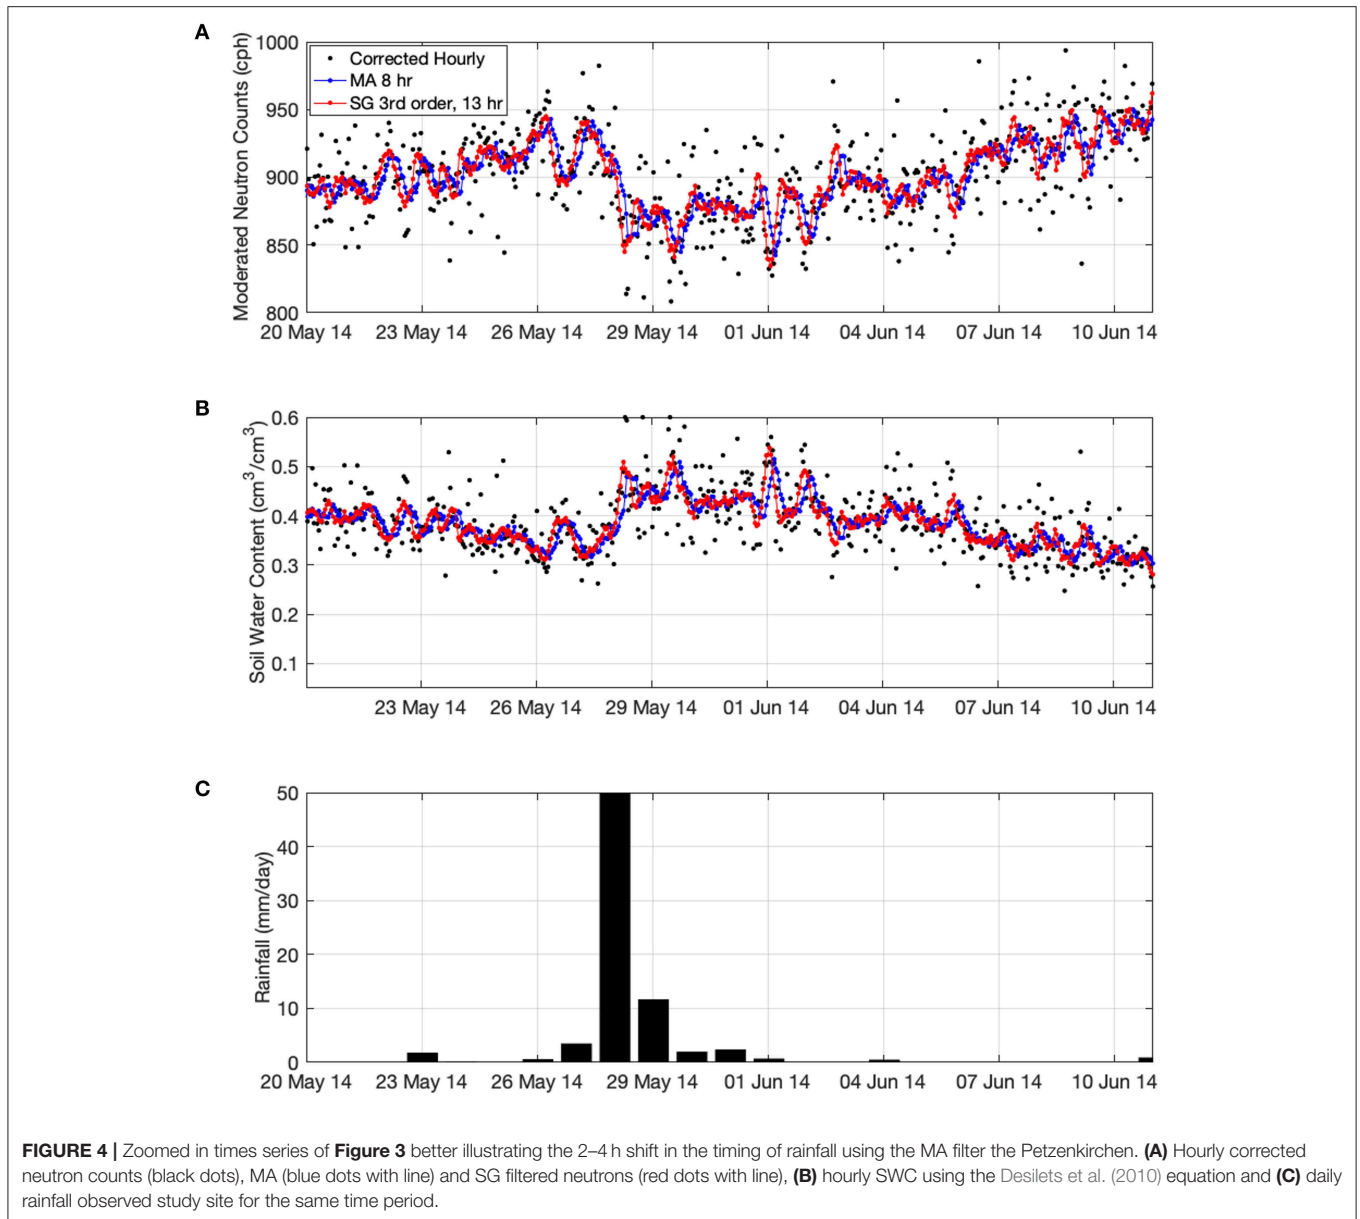 A
Moderated Neutron Counts (cph)
1000
950
900
850
800
Corrected Hourly
MA 8 hr
SG 3rd order, 13 hr
20 May 14 23 May 14 26 May 14 29 May 14 01 Jun 14 04 Jun 14 07 Jun 14 10 Jun 14
B
Soil Water Content (cm³/cm³)
0.6
0.5
0.4
0.3
0.2
0.1
23 May 14 26 May 14 29 May 14 01 Jun 14 04 Jun 14 07 Jun 14 10 Jun 14
C
Rainfall (mm/day)
50
40
30
20
10
0
20 May 14 23 May 14 26 May 14 29 May 14 01 Jun 14 04 Jun 14 07 Jun 14 10 Jun 14
FIGURE 4 | Zoomed in times series of Figure 3 better illustrating the 2–4 h shift in the timing of rainfall using the MA filter the Petzenkirchen. (A) Hourly corrected
neutron counts (black dots), MA (blue dots with line) and SG filtered neutrons (red dots with line), (B) hourly SWC using the Desilets et al. (2010) equation and (C) daily
rainfall observed study site for the same time period.